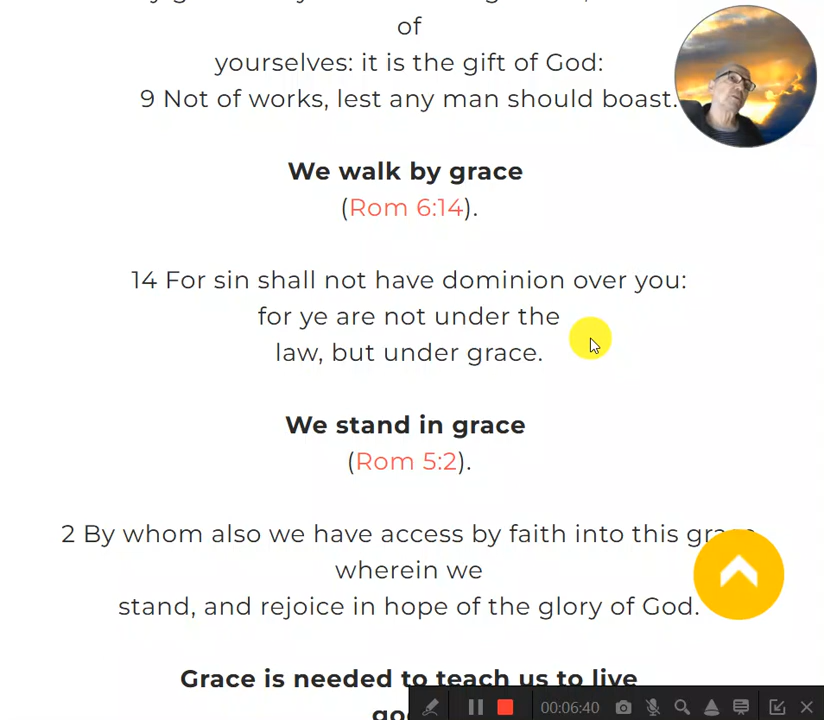 of
yourselves: it is the gift of God:
9 Not of works, lest any man should boast.
We walk by grace
(Rom 6:14).
14 For sin shall not have dominion over you:
for ye are not under the
law, but under grace.
We stand in grace
(Rom 5:2).
2 By whom also we have access by faith into this grace
wherein we
stand, and rejoice in hope of the glory of God.
Grace is needed to teach us to live
00:06:40